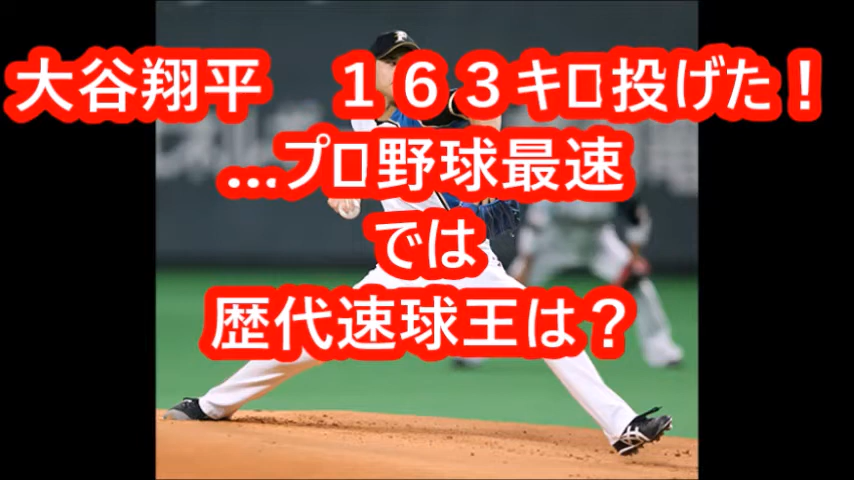 大谷翔平　１６３キロ投げた！
…プロ野球最速
では
歴代速球王は？